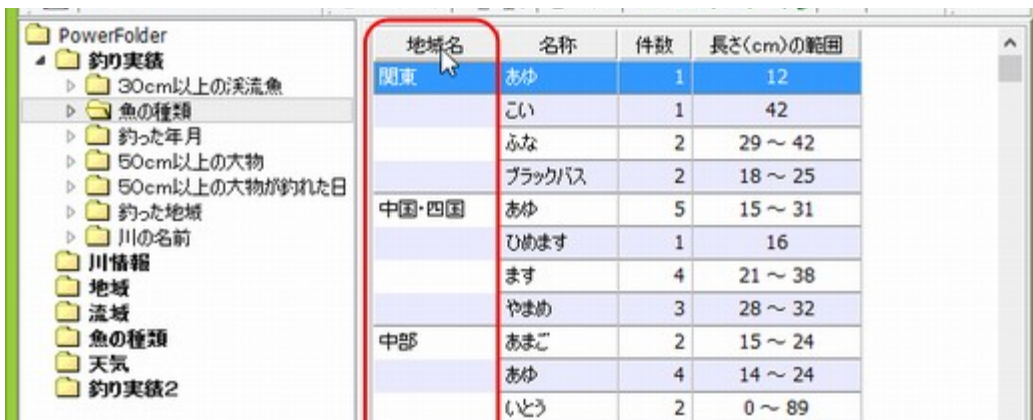 PowerFolder
釣り実績
30cm以上の渓流魚
魚の種類
釣った年月
50cm以上の大物
50cm以上の大物が釣れた日
釣った地域
川の名前
川情報
地域
流域
魚の種類
天気
釣り実績2
地域名 名称 件数 長さ(cm)の範囲
関東 あゆ 1 12
こい 1 42
ふな 2 29 ～ 42
ブラックバス 2 18 ～ 25
中国・四国 あゆ 5 15 ～ 31
ひめます 1 16
ます 4 21 ～ 38
やまめ 3 28 ～ 32
中部 あまご 2 15 ～ 24
あゆ 4 14 ～ 24
いとう 2 0 ～ 89